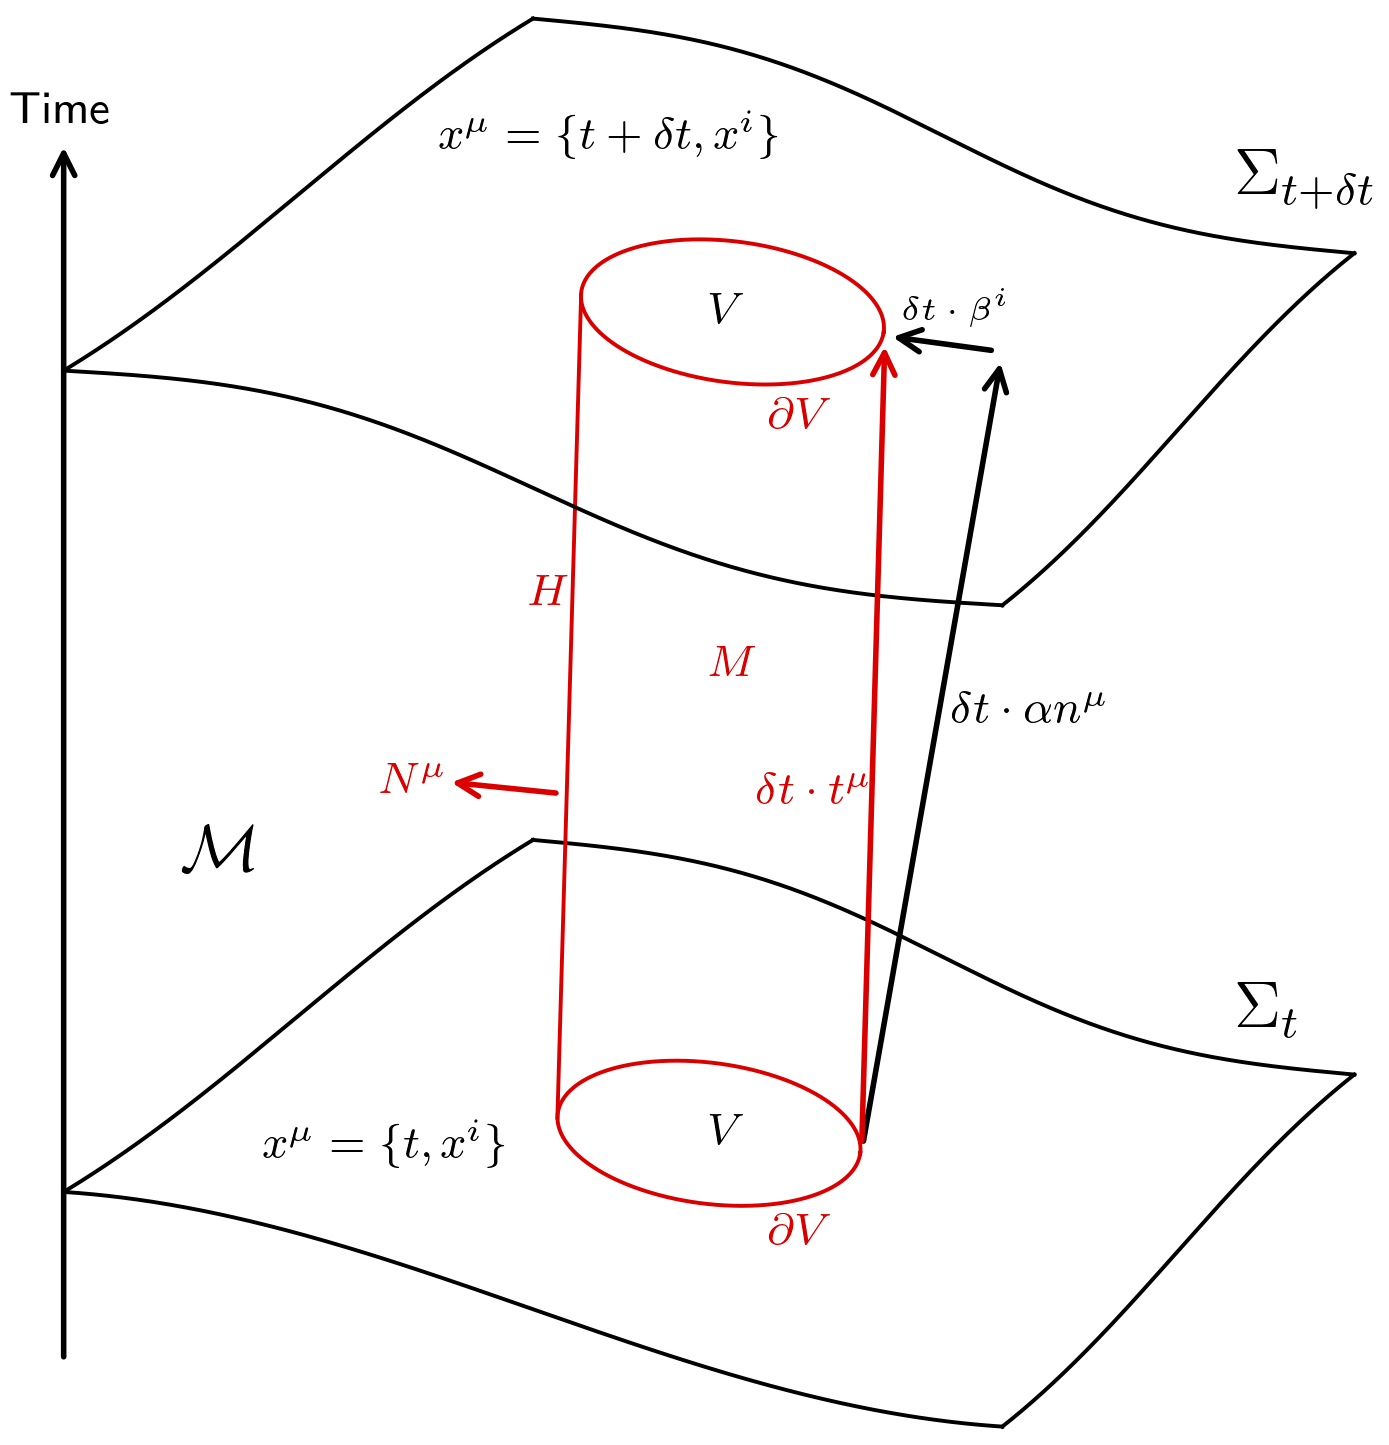 Time
x^μ = {t + δt, x^i}
Σ_{t+δt}
δt · β^i
V
∂V
H
M
δt · αn^μ
N^μ
δt · t^μ
ℳ
Σ_t
V
x^μ = {t, x^i}
∂V